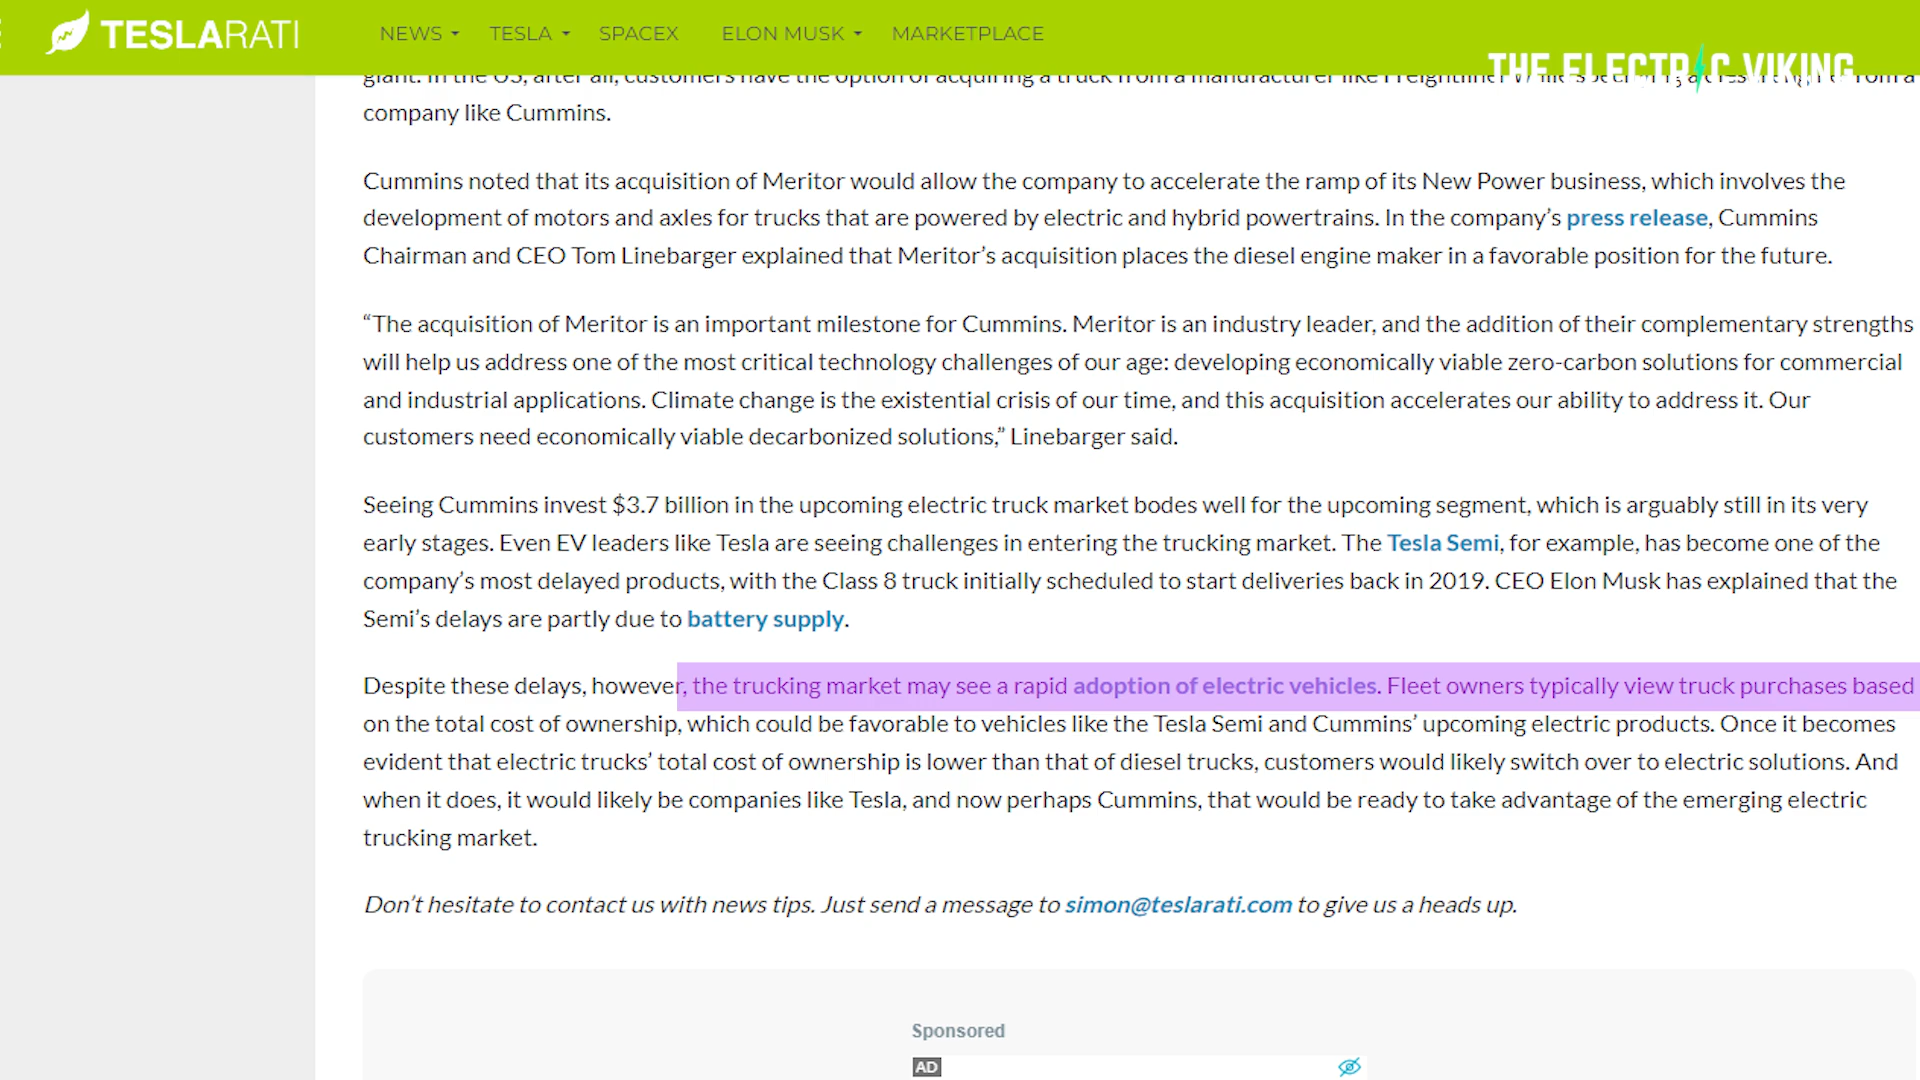 TESLARATI NEWS TESLA SPACEX ELON MUSK MARKETPLACE
THE ELECTRIC VIKING
giant. In the US, after all, customers have the option of acquiring a truck from a manufacturer like Freightliner while from a
company like Cummins.
Cummins noted that its acquisition of Meritor would allow the company to accelerate the ramp of its New Power business, which involves the
development of motors and axles for trucks that are powered by electric and hybrid powertrains. In the company’s press release, Cummins
Chairman and CEO Tom Linebarger explained that Meritor’s acquisition places the diesel engine maker in a favorable position for the future.
“The acquisition of Meritor is an important milestone for Cummins. Meritor is an industry leader, and the addition of their complementary strengths
will help us address one of the most critical technology challenges of our age: developing economically viable zero-carbon solutions for commercial
and industrial applications. Climate change is the existential crisis of our time, and this acquisition accelerates our ability to address it. Our
customers need economically viable decarbonized solutions,” Linebarger said.
Seeing Cummins invest $3.7 billion in the upcoming electric truck market bodes well for the upcoming segment, which is arguably still in its very
early stages. Even EV leaders like Tesla are seeing challenges in entering the trucking market. The Tesla Semi, for example, has become one of the
company’s most delayed products, with the Class 8 truck initially scheduled to start deliveries back in 2019. CEO Elon Musk has explained that the
Semi’s delays are partly due to battery supply.
Despite these delays, however, the trucking market may see a rapid adoption of electric vehicles. Fleet owners typically view truck purchases based
on the total cost of ownership, which could be favorable to vehicles like the Tesla Semi and Cummins’ upcoming electric products. Once it becomes
evident that electric trucks’ total cost of ownership is lower than that of diesel trucks, customers would likely switch over to electric solutions. And
when it does, it would likely be companies like Tesla, and now perhaps Cummins, that would be ready to take advantage of the emerging electric
trucking market.
Don’t hesitate to contact us with news tips. Just send a message to simon@teslarati.com to give us a heads up.
Sponsored
AD